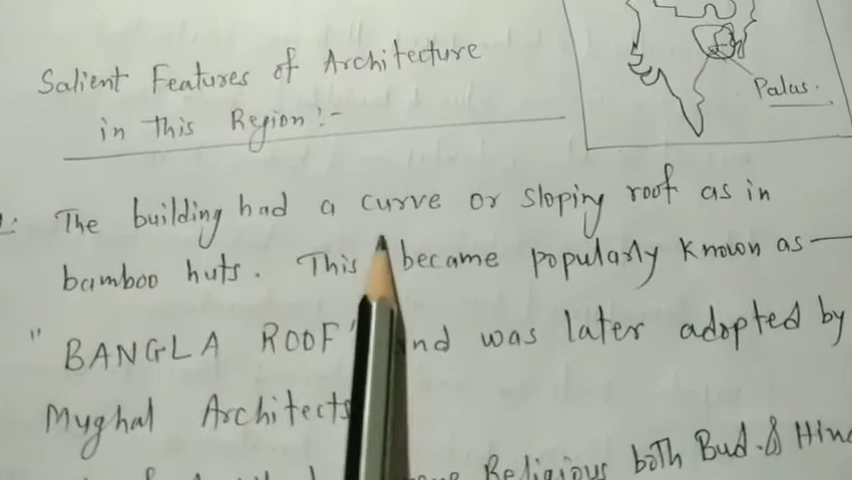 Salient Features of Architecture
in this Region:-
Palas.
1: The building had a curve or sloping roof as in
bamboo huts. This became popularly known as —
"BANGLA ROOF" and was later adopted by
Mughal Architects
Religious both Bud. &